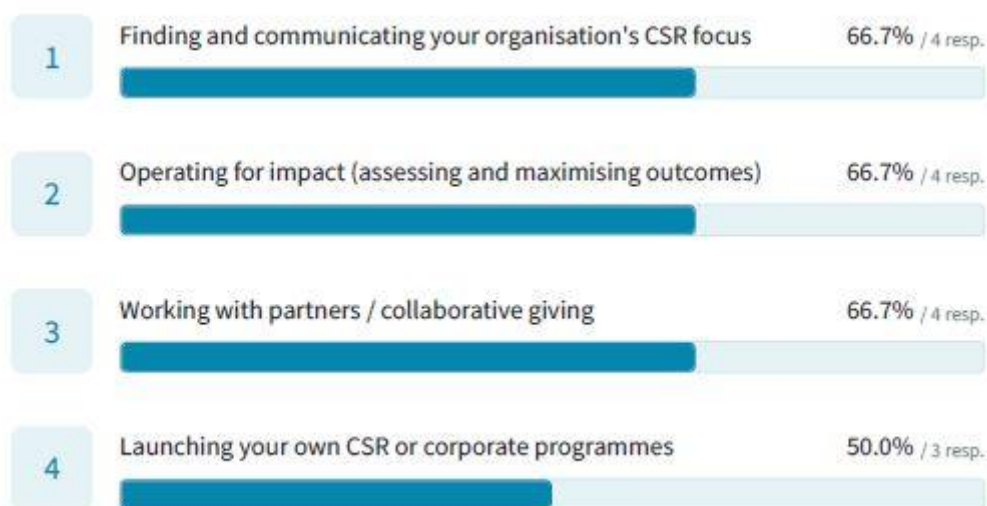 1
Finding and communicating your organisation's CSR focus 66.7% / 4 resp.
2
Operating for impact (assessing and maximising outcomes) 66.7% / 4 resp.
3
Working with partners / collaborative giving 66.7% / 4 resp.
4
Launching your own CSR or corporate programmes 50.0% / 3 resp.